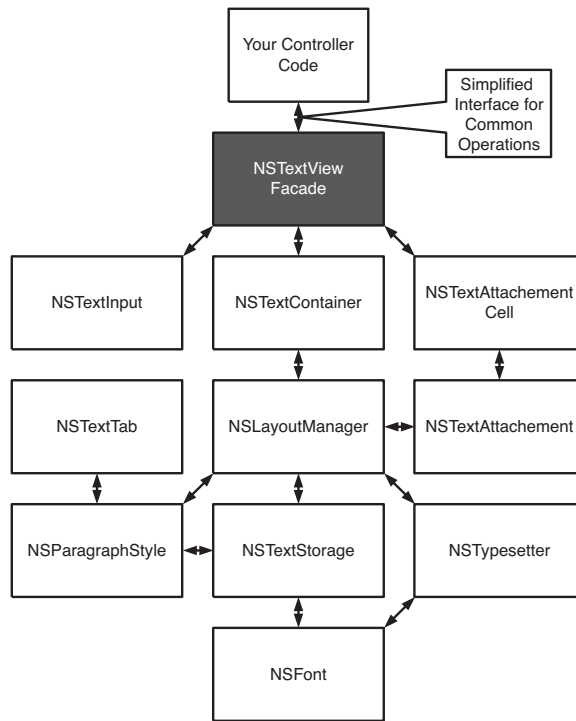 Your Controller
Code
Simplified
Interface for
Common
Operations
NSTextView
Facade
NSTextInput
NSTextContainer
NSTextAttachementCell
Cell
NSTextTab
NSLayoutManager
NSTextAttachement
NSParagraphStyle
NSTextStorage
NSTypesetter
NSFont